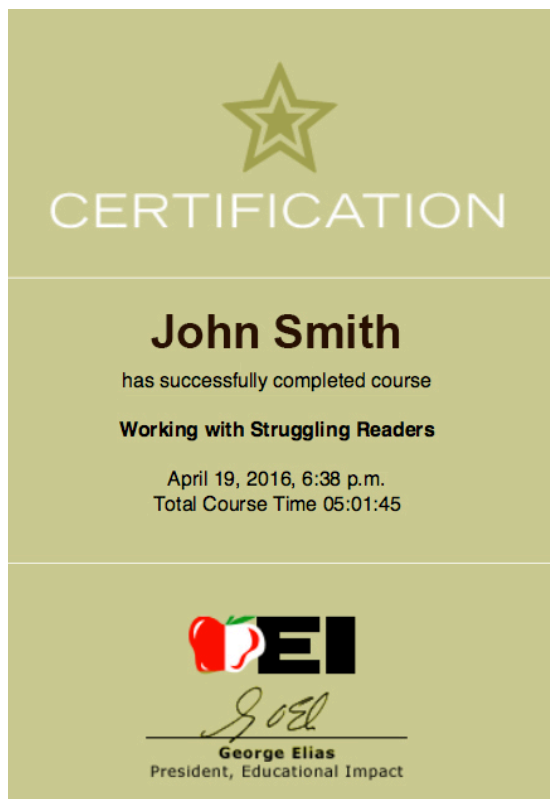 CERTIFICATION
John Smith
has successfully completed course
Working with Struggling Readers
April 19, 2016, 6:38 p.m.
Total Course Time 05:01:45
EI
George Elias
President, Educational Impact